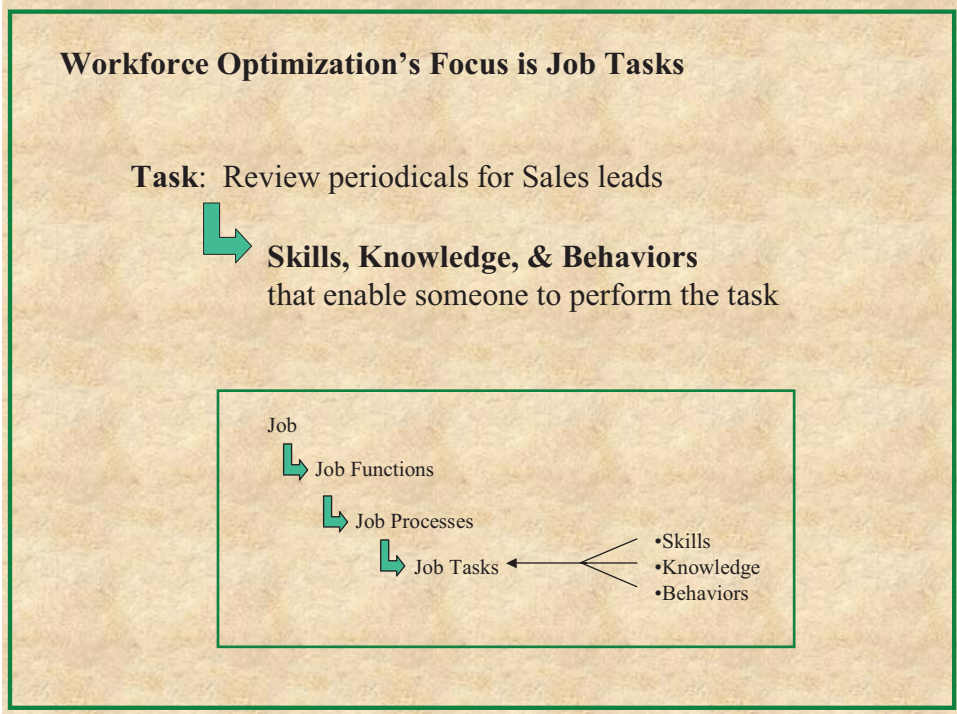 Workforce Optimization’s Focus is Job Tasks
Task: Review periodicals for Sales leads
Skills, Knowledge, & Behaviors
that enable someone to perform the task
Job
Job Functions
Job Processes
Job Tasks
•Skills
•Knowledge
•Behaviors